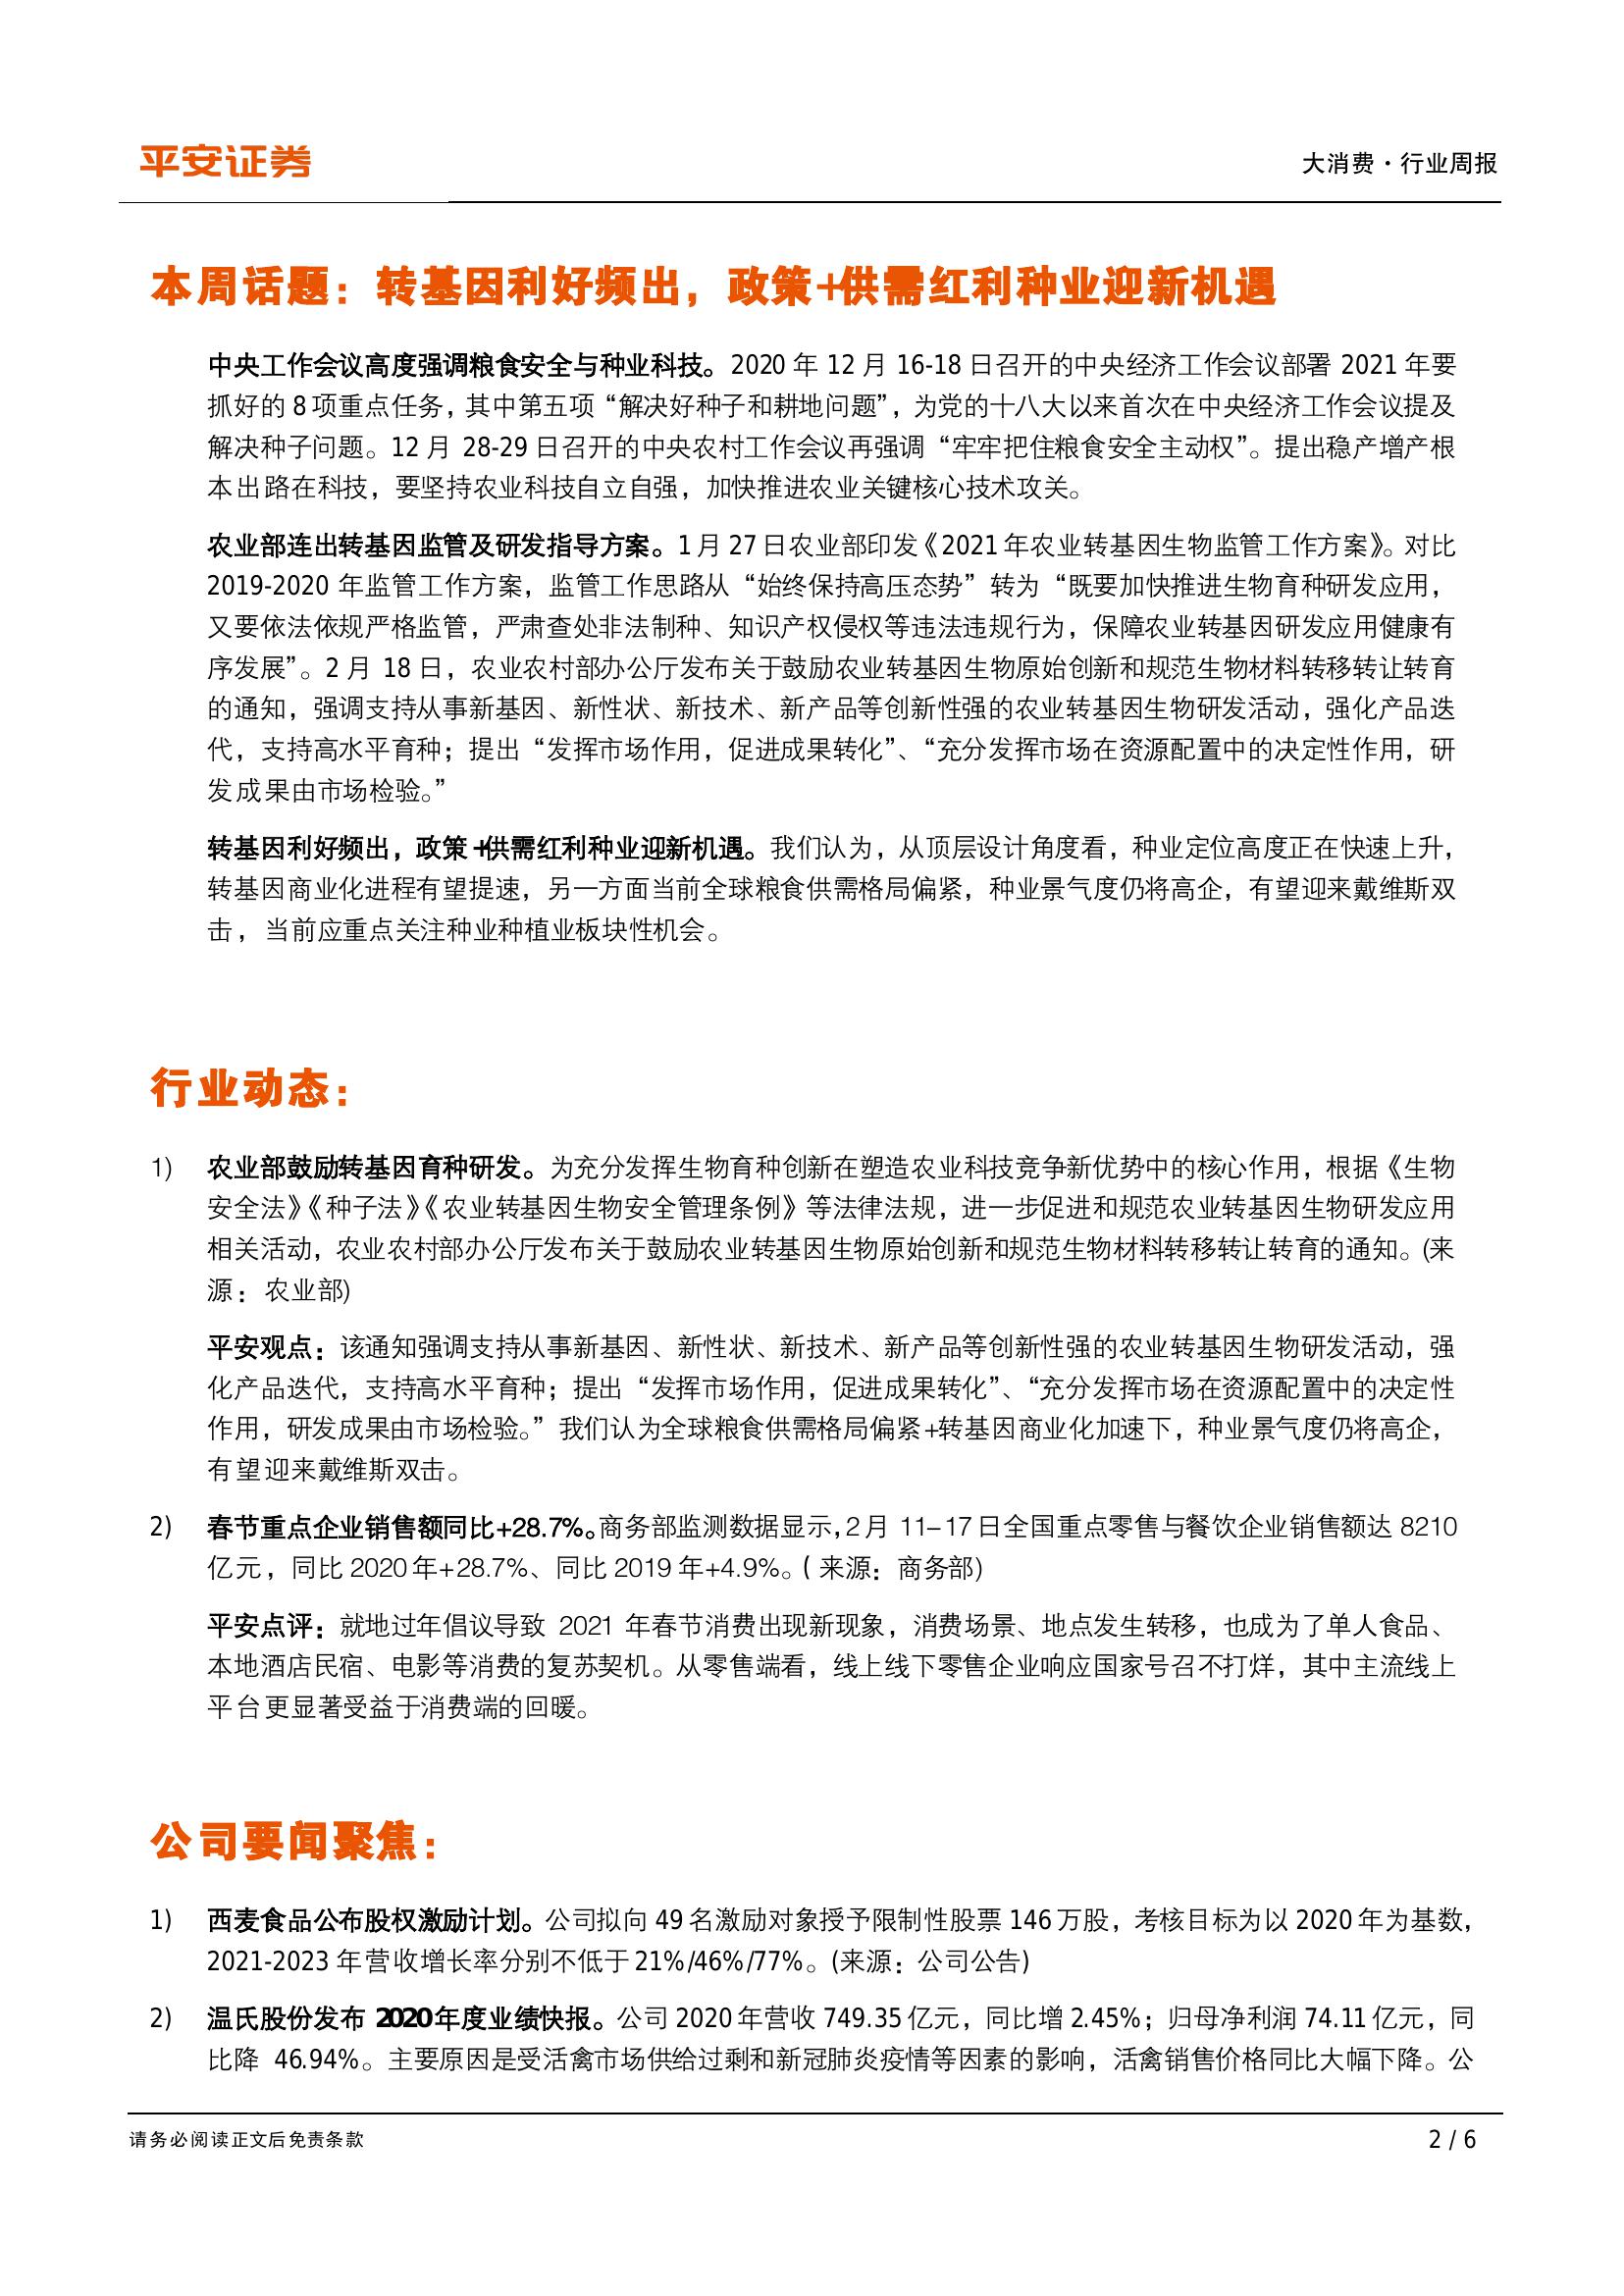 平安证券
大消费·行业周报
本周话题：转基因利好频出，政策+供需红利种业迎新机遇
中央工作会议高度强调粮食安全与种业科技。2020 年 12 月 16-18 日召开的中央经济工作会议部署 2021 年要
抓好的 8 项重点任务，其中第五项“解决好种子和耕地问题”，为党的十八大以来首次在中央经济工作会议提及
解决种子问题。12 月 28-29 日召开的中央农村工作会议再强调“牢牢把住粮食安全主动权”。提出稳产增产根
本出路在科技，要坚持农业科技自立自强，加快推进农业关键核心技术攻关。
农业部连出转基因监管及研发指导方案。1 月 27 日农业部印发《2021 年农业转基因生物监管工作方案》。对比
2019-2020 年监管工作方案，监管工作思路从“始终保持高压态势”转为“既要加快推进生物育种研发应用，
又要依法依规严格监管，严肃查处非法制种、知识产权侵权等违法违规行为，保障农业转基因研发应用健康有
序发展”。2 月 18 日，农业农村部办公厅发布关于鼓励农业转基因生物原始创新和规范生物材料转移转让转育
的通知，强调支持从事新基因、新性状、新技术、新产品等创新性强的农业转基因生物研发活动，强化产品迭
代，支持高水平育种；提出“发挥市场作用，促进成果转化”、“充分发挥市场在资源配置中的决定性作用，研
发成果由市场检验。”
转基因利好频出，政策+供需红利种业迎新机遇。我们认为，从顶层设计角度看，种业定位高度正在快速上升，
转基因商业化进程有望提速，另一方面当前全球粮食供需格局偏紧，种业景气度仍将高企，有望迎来戴维斯双
击，当前应重点关注种业种植业板块性机会。
行业动态：
1) 农业部鼓励转基因育种研发。为充分发挥生物育种创新在塑造农业科技竞争新优势中的核心作用，根据《生物
安全法》《种子法》《农业转基因生物安全管理条例》等法律法规，进一步促进和规范农业转基因生物研发应用
相关活动，农业农村部办公厅发布关于鼓励农业转基因生物原始创新和规范生物材料转移转让转育的通知。(来
源：农业部)
平安观点：该通知强调支持从事新基因、新性状、新技术、新产品等创新性强的农业转基因生物研发活动，强
化产品迭代，支持高水平育种；提出“发挥市场作用，促进成果转化”、“充分发挥市场在资源配置中的决定性
作用，研发成果由市场检验。”我们认为全球粮食供需格局偏紧+转基因商业化加速下，种业景气度仍将高企，
有望迎来戴维斯双击。
2) 春节重点企业销售额同比+28.7%。商务部监测数据显示，2 月 11–17 日全国重点零售与餐饮企业销售额达 8210
亿元，同比 2020 年+28.7%、同比 2019 年+4.9%。( 来源：商务部)
平安点评：就地过年倡议导致 2021 年春节消费出现新现象，消费场景、地点发生转移，也成为了单人食品、
本地酒店民宿、电影等消费的复苏契机。从零售端看，线上线下零售企业响应国家号召不打烊，其中主流线上
平台更显著受益于消费端的回暖。
公司要闻聚焦：
1) 西麦食品公布股权激励计划。公司拟向 49 名激励对象授予限制性股票 146 万股，考核目标为以 2020 年为基数，
2021-2023 年营收增长率分别不低于 21%/46%/77%。(来源：公司公告)
2) 温氏股份发布 2020 年度业绩快报。公司 2020 年营收 749.35 亿元，同比增 2.45%；归母净利润 74.11 亿元，同
比降 46.94%。主要原因是受活禽市场供给过剩和新冠肺炎疫情等因素的影响，活禽销售价格同比大幅下降。公
请务必阅读正文后免责条款
2 / 6